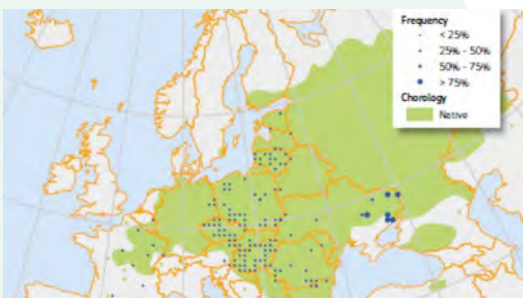 Frequency
< 25%
25% - 50%
50% - 75%
> 75%
Chorology
Native